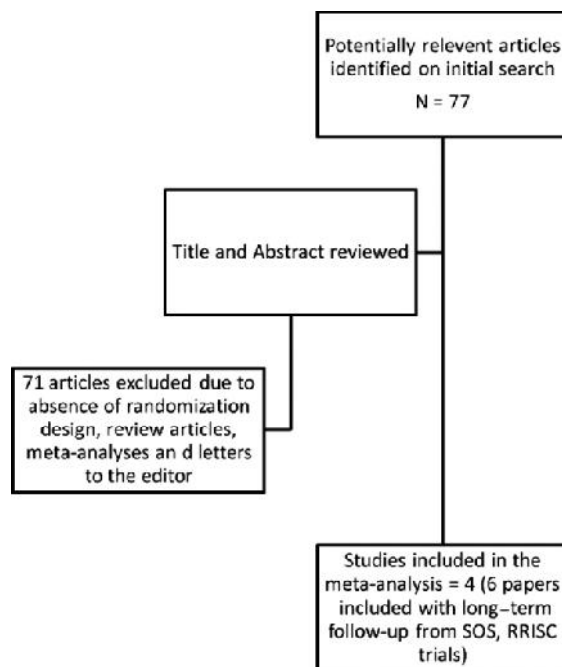 Potentially relevent articles
identified on initial search
N = 77
Title and Abstract reviewed
71 articles excluded due to
absence of randomization
design, review articles,
meta-analyses an d letters
to the editor
Studies included in the
meta-analysis = 4 (6 papers
included with long–term
follow-up from SOS, RRISC
trials)